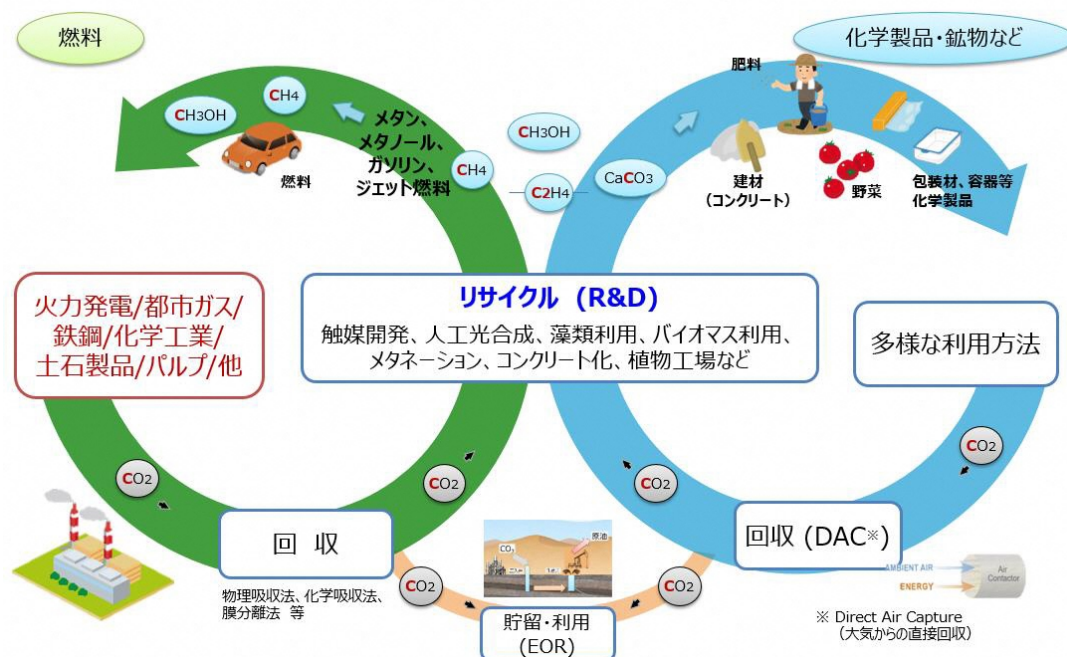 燃料
化学製品・鉱物など
肥料
CH4
CH3OH
メタン、
メタノール、
ガソリン、
ジェット燃料
燃料
CH4
CH3OH
C2H4
CaCO3
建材
（コンクリート）
野菜
包装材、容器等
化学製品
火力発電/都市ガス/
鉄鋼/化学工業/
土石製品/パルプ/他
リサイクル (R&D)
触媒開発、人工光合成、藻類利用、バイオマス利用、
メタネーション、コンクリート化、植物工場など
多様な利用方法
CO2
CO2
CO2
CO2
回 収
物理吸収法、化学吸収法、
膜分離法 等
CO2
CO2
原油
CO2
貯留・利用
(EOR)
回収 (DAC※)
AMBIENT AIR
ENERGY
Air
Contactor
※ Direct Air Capture
（大気からの直接回収）